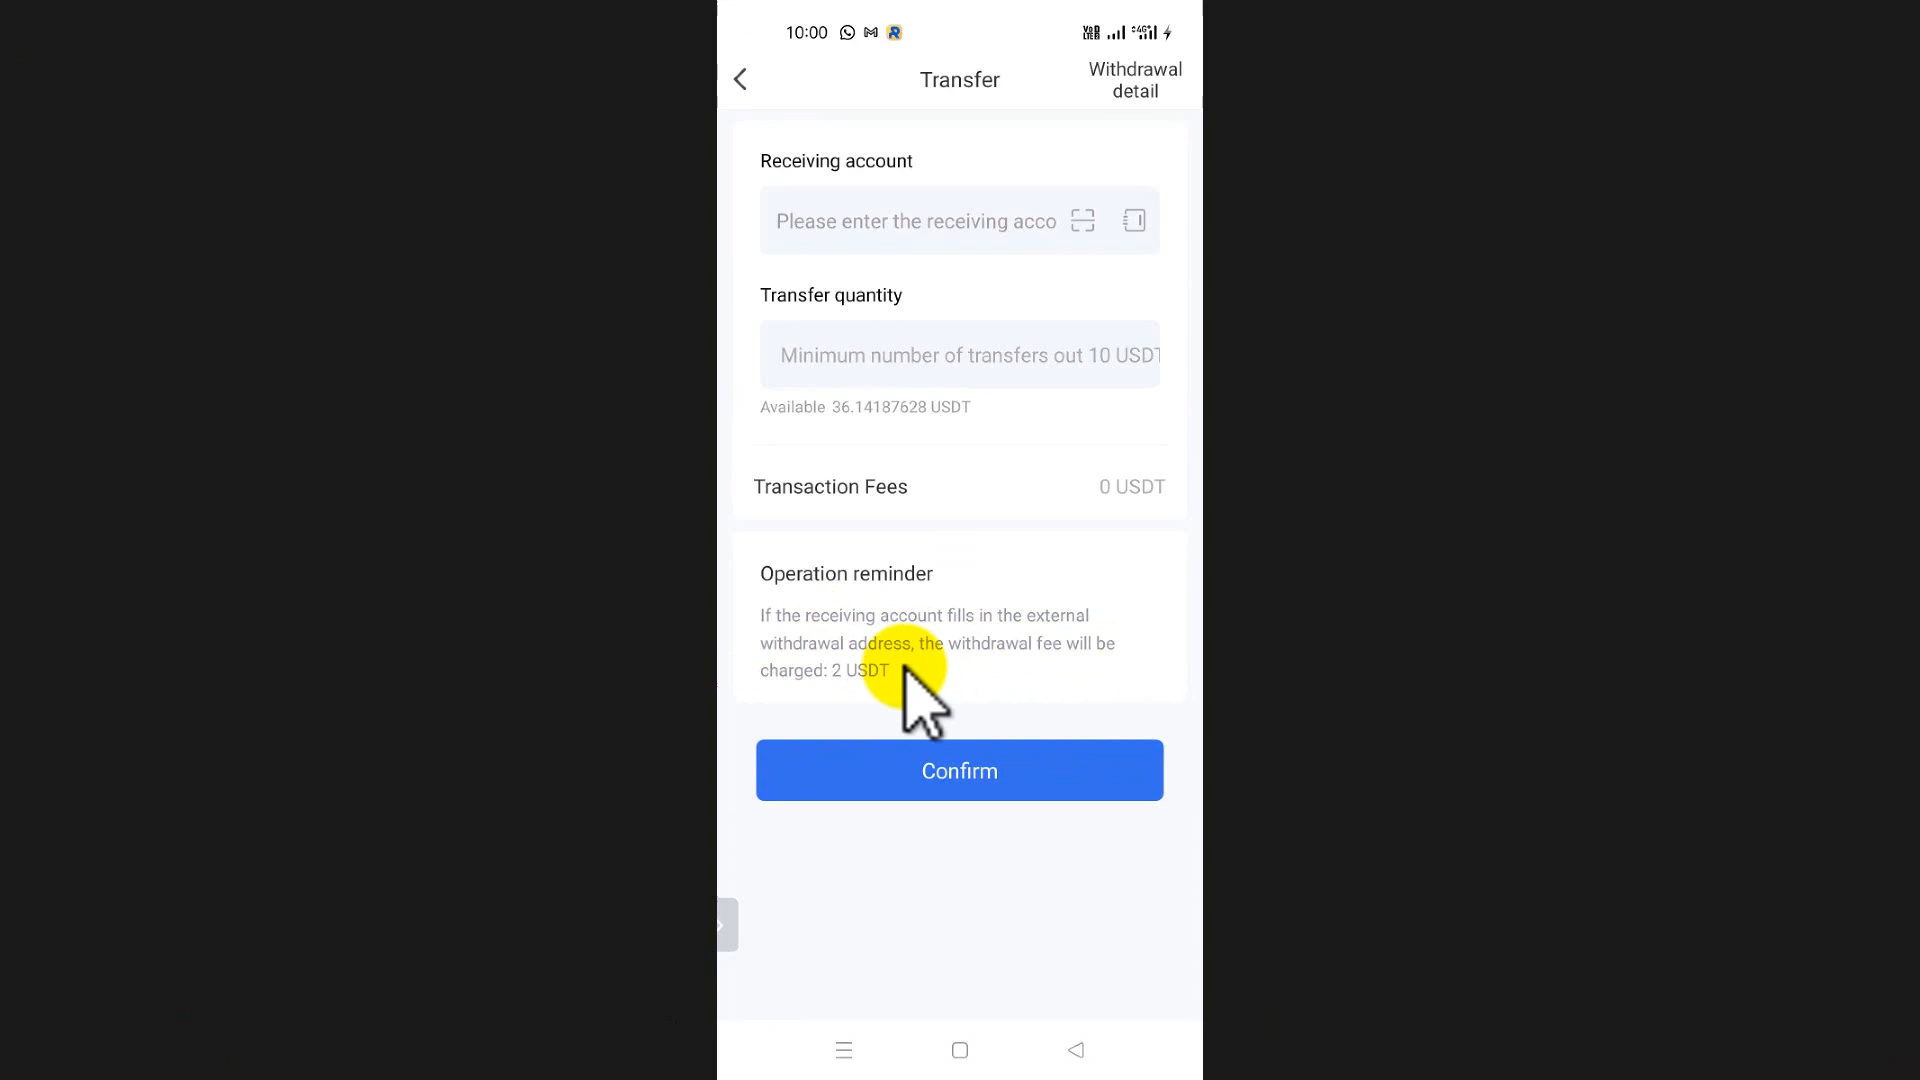 10:00
Transfer
Withdrawal
detail
Receiving account
Please enter the receiving acco
Transfer quantity
Minimum number of transfers out 10 USDT
Available 36.14187628 USDT
Transaction Fees
0 USDT
Operation reminder
If the receiving account fills in the external
withdrawal address, the withdrawal fee will be
charged: 2 USDT
Confirm